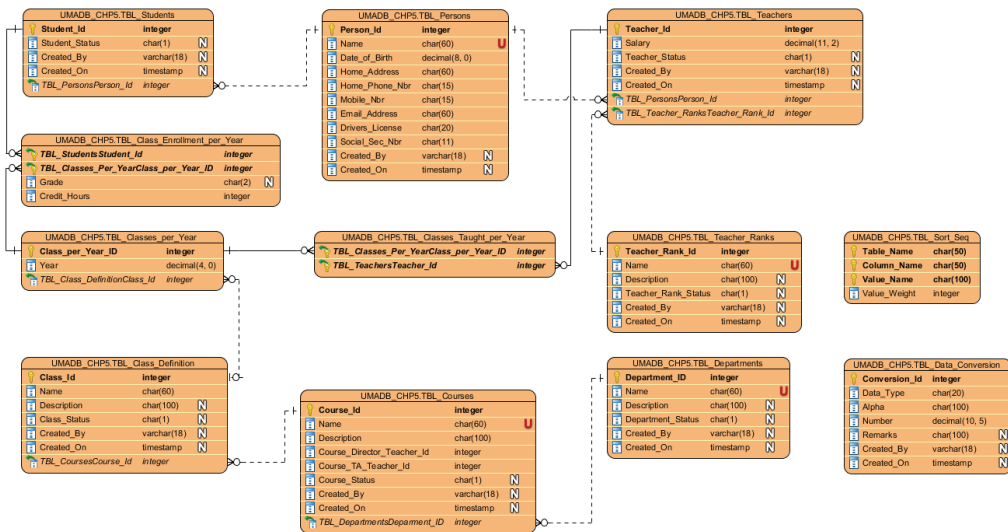 UMADB_CHP5.TBL_Students
Student_Id integer
Student_Status char(1) N
Created_By varchar(18) N
Created_On timestamp N
TBL_PersonsPerson_Id integer
UMADB_CHP5.TBL_Persons
Person_Id integer
Name char(60) U
Date_of_Birth decimal(8, 0)
Home_Address char(60)
Home_Phone_Nbr char(15)
Mobile_Nbr char(15)
Email_Address char(60)
Drivers_License char(20)
Social_Sec_Nbr char(11)
Created_By varchar(18) N
Created_On timestamp N
UMADB_CHP5.TBL_Teachers
Teacher_Id integer
Salary decimal(11, 2)
Teacher_Status char(1) N
Created_By varchar(18) N
Created_On timestamp N
TBL_PersonsPerson_Id integer
TBL_Teacher_RanksTeacher_Rank_Id integer
UMADB_CHP5.TBL_Class_Enrollment_per_Year
TBL_StudentsStudent_Id integer
TBL_Classes_Per_YearClass_per_Year_ID integer
Grade char(2) N
Credit_Hours integer
UMADB_CHP5.TBL_Classes_per_Year
Class_per_Year_ID integer
Year decimal(4, 0)
TBL_Class_DefinitionClass_Id integer
UMADB_CHP5.TBL_Classes_Taught_per_Year
TBL_Classes_Per_YearClass_per_Year_ID integer
TBL_TeachersTeacher_Id integer
UMADB_CHP5.TBL_Teacher_Ranks
Teacher_Rank_Id integer
Name char(60) U
Description char(100) N
Teacher_Rank_Status char(1) N
Created_By varchar(18) N
Created_On timestamp N
UMADB_CHP5.TBL_Sort_Seq
Table_Name char(50)
Column_Name char(50)
Value_Name char(100)
Value_Weight integer
UMADB_CHP5.TBL_Class_Definition
Class_Id integer
Name char(60)
Description char(100) N
Class_Status char(1) N
Created_By varchar(18) N
Created_On timestamp N
TBL_CoursesCourse_Id integer
UMADB_CHP5.TBL_Courses
Course_Id integer
Name char(60) U
Description char(100)
Course_Director_Teacher_Id integer
Course_TA_Teacher_Id integer
Course_Status char(1) N
Created_By varchar(18) N
Created_On timestamp N
TBL_DepartmentsDeparment_ID integer
UMADB_CHP5.TBL_Departments
Department_ID integer
Name char(60) U
Description char(100) N
Department_Status char(1) N
Created_By varchar(18) N
Created_On timestamp N
UMADB_CHP5.TBL_Data_Conversion
Conversion_Id integer
Data_Type char(20)
Alpha char(100)
Number decimal(10, 5)
Remarks char(100) N
Created_By varchar(18) N
Created_On timestamp N